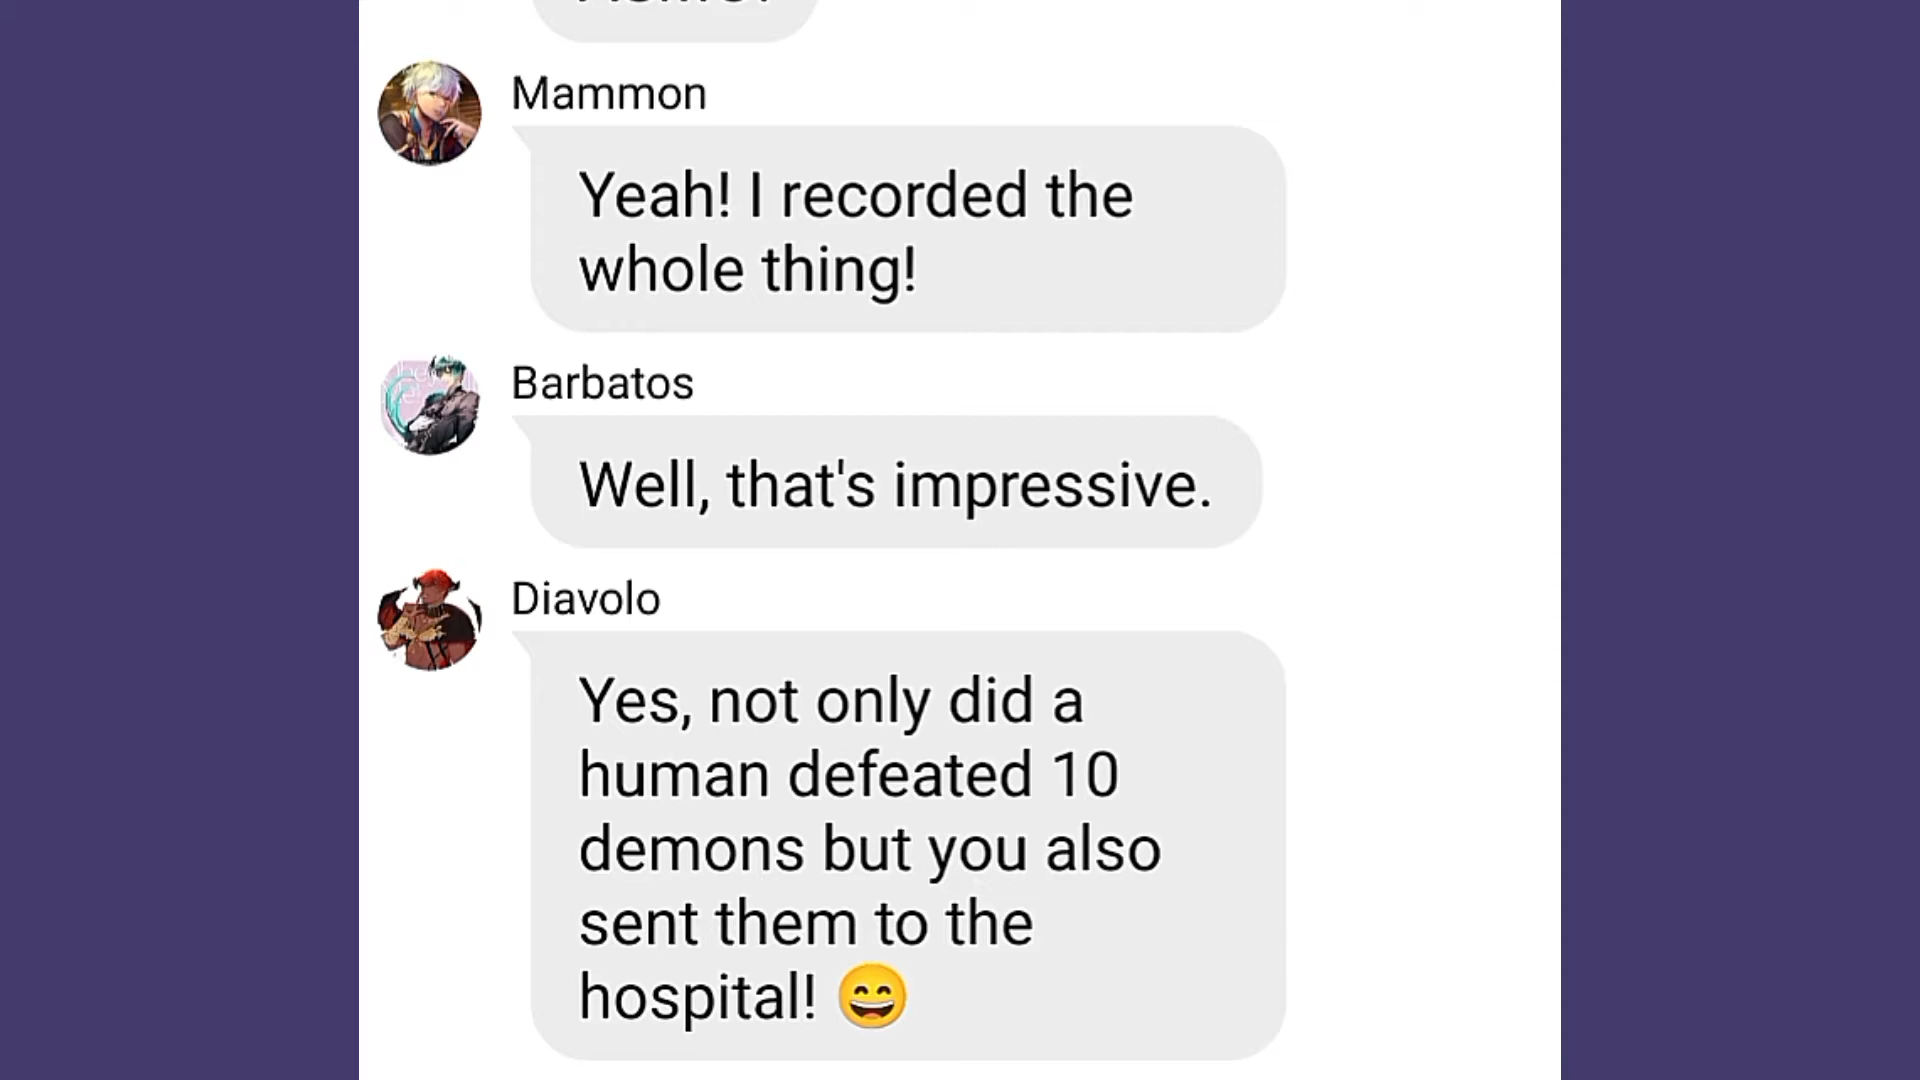 Mammon
Yeah! I recorded the
whole thing!
Barbatos
Well, that's impressive.
Diavolo
Yes, not only did a
human defeated 10
demons but you also
sent them to the
hospital! 😄